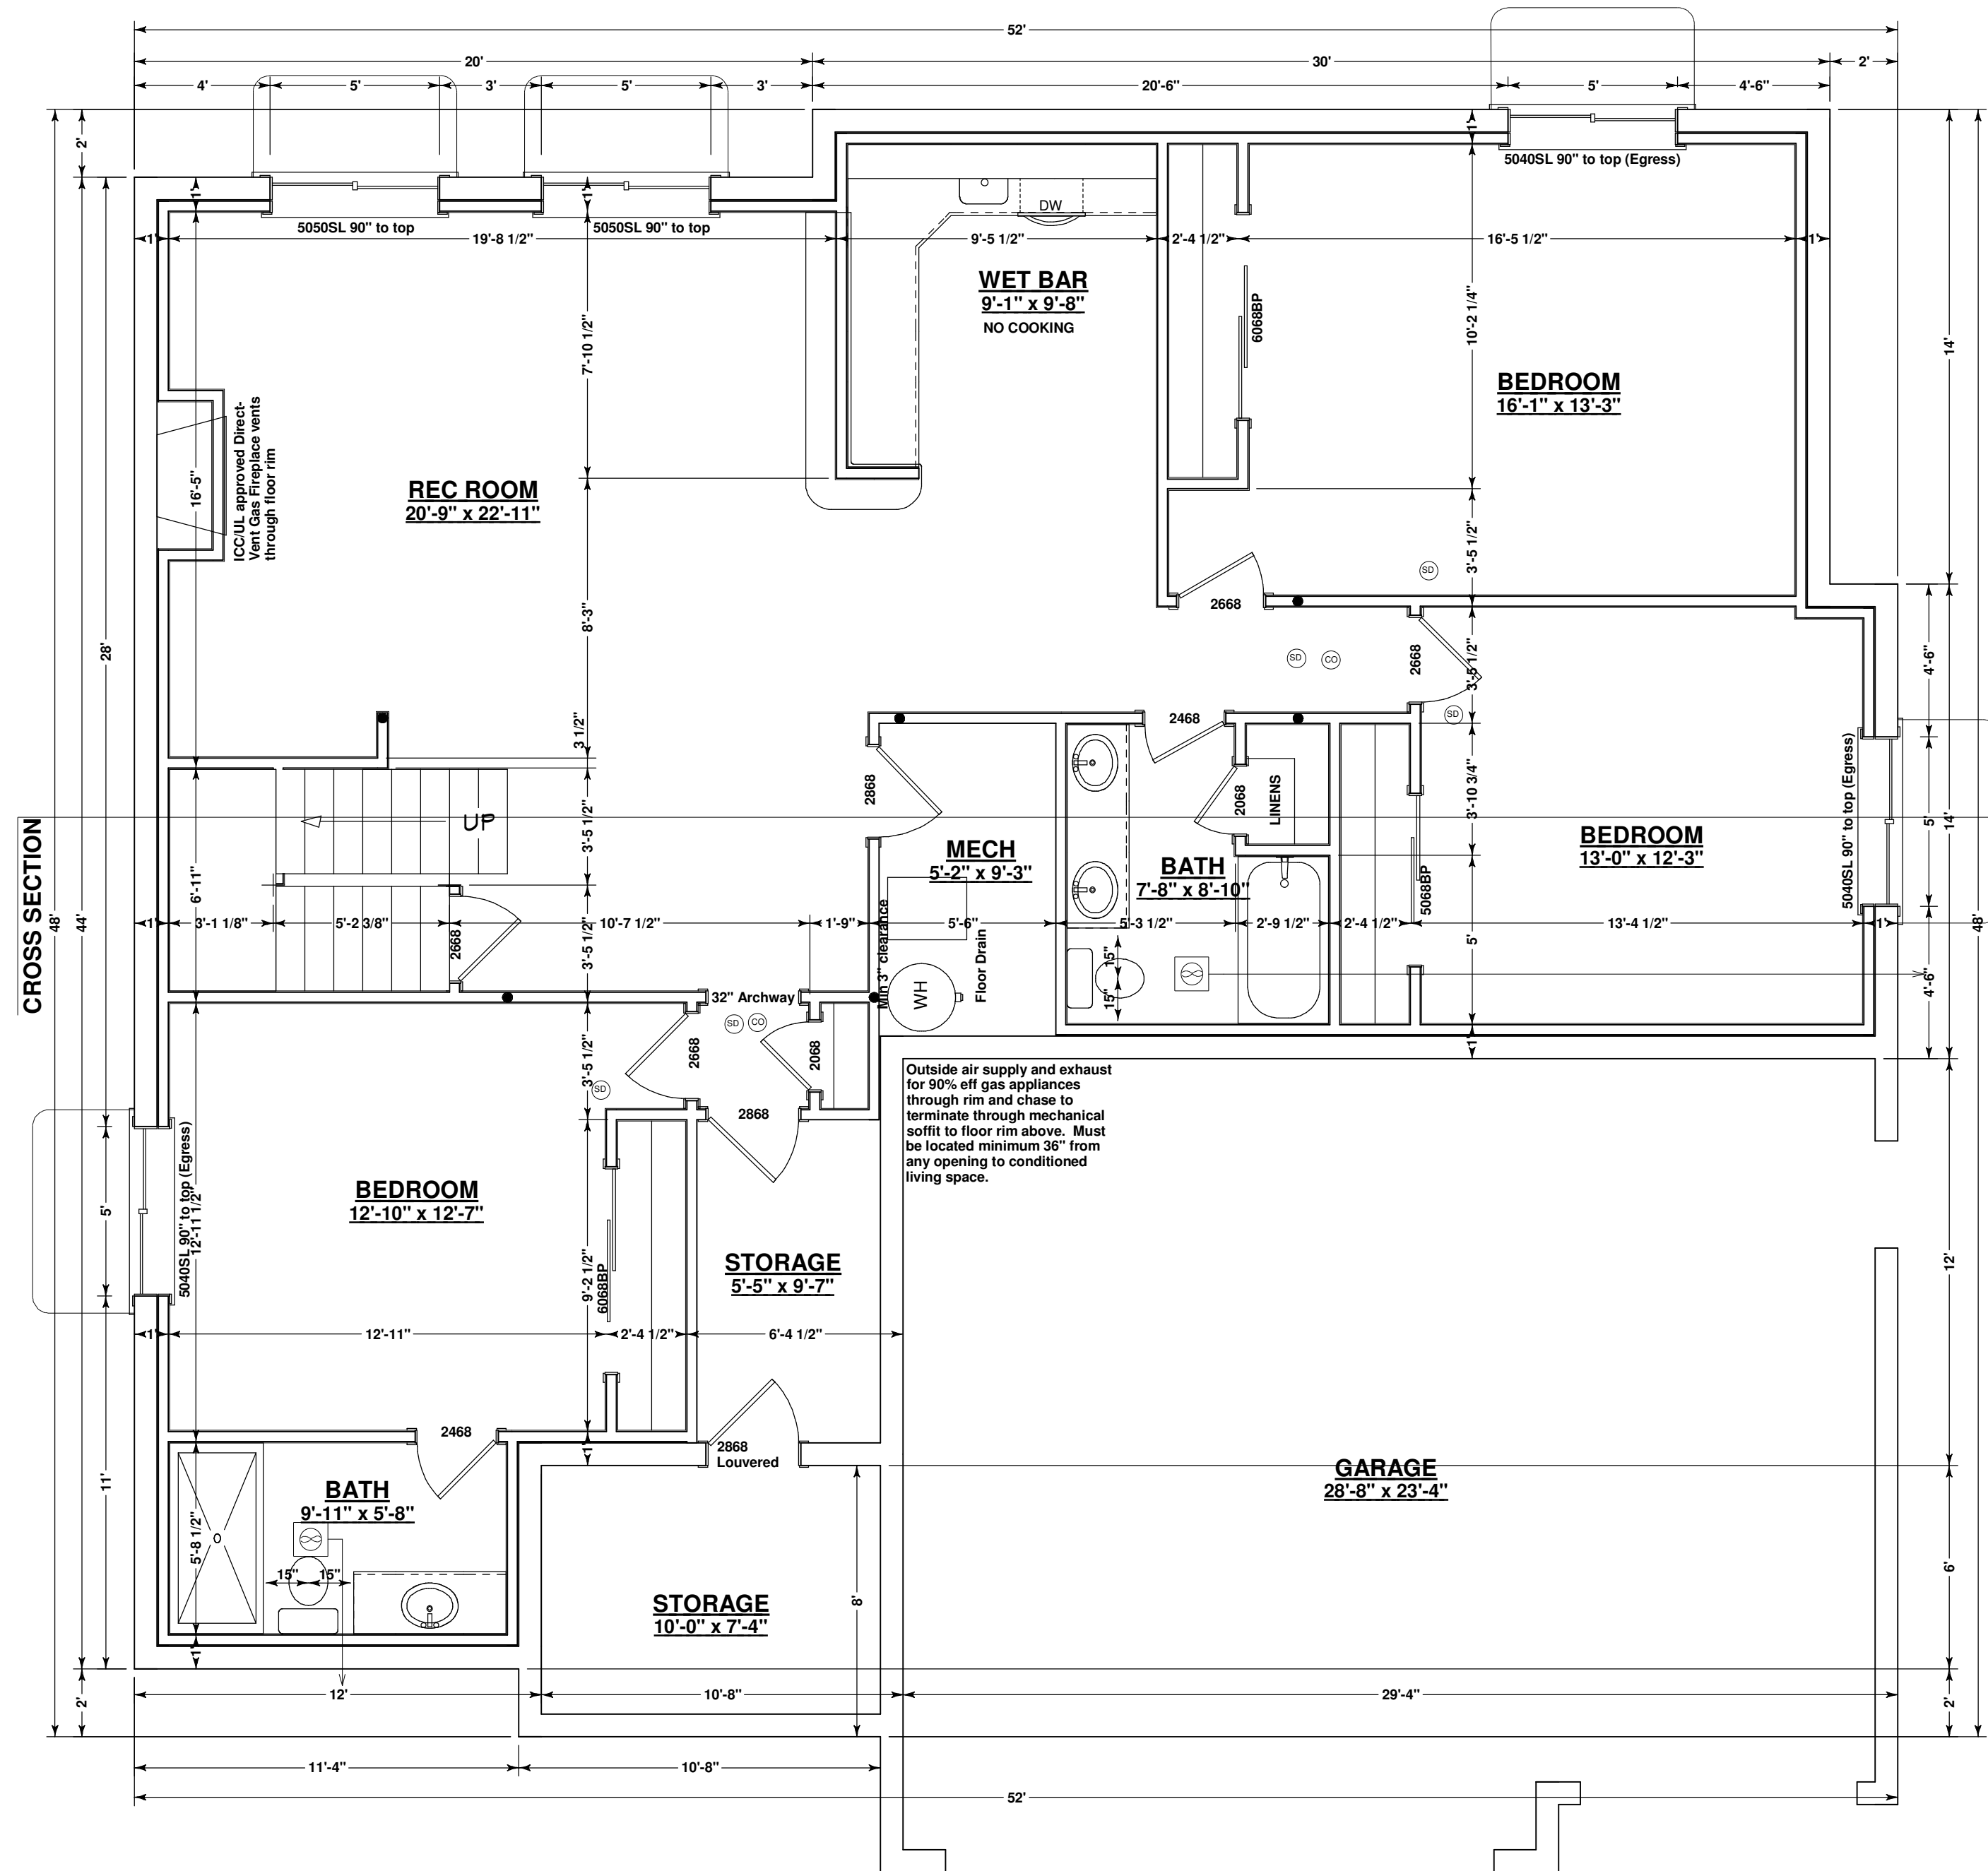 52'
20'
30'
2'
4'
5'
3'
5'
3'
20'-6"
5'
4'-6"
2'
1'
1'
1'
5040SL 90" to top (Egress)
5050SL 90" to top
5050SL 90" to top
DW
1'
19'-8 1/2"
9'-5 1/2"
2'-4 1/2"
16'-5 1/2"
1'
WET BAR
9'-1" x 9'-8"
NO COOKING
6068BP
10'-2 1/4"
7'-10 1/2"
14'
BEDROOM
16'-1" x 13'-3"
ICC/UL approved Direct-
Vent Gas Fireplace vents
through floor rim
16'-5"
REC ROOM
20'-9" x 22'-11"
3'-5 1/2"
SD
2668
8'-3"
28'
SD
CO
2668
3'-5 1/2"
4'-6"
SD
2468
3 1/2"
2868
2068
LINENS
3'-10 3/4"
5040SL 90" to top (Egress)
5'
14'
UP
3'-5 1/2"
CROSS SECTION
48'
44'
MECH
5'-2" x 9'-3"
BATH
7'-8" x 8'-10"
BEDROOM
13'-0" x 12'-3"
5068BP
6'-11"
1'
3'-1 1/8"
5'-2 3/8"
10'-7 1/2"
1'-9"
5'-6"
5'-3 1/2"
2'-9 1/2"
2'-4 1/2"
13'-4 1/2"
1'
48'
2668
3'-5 1/2"
Min 3" clearance
Floor Drain
WH
15"
15"
5'
4'-6"
32" Archway
SD
CO
2668
2068
3'-5 1/2"
SD
2868
1'
Outside air supply and exhaust
for 90% eff gas appliances
through rim and chase to
terminate through mechanical
soffit to floor rim above. Must
be located minimum 36" from
any opening to conditioned
living space.
5'
5040SL 90" to top (Egress)
12'-11 1/2"
BEDROOM
12'-10" x 12'-7"
9'-2 1/2"
6068BP
STORAGE
5'-5" x 9'-7"
12'
1'
12'-11"
2'-4 1/2"
6'-4 1/2"
2468
1'
2868
Louvered
11'
BATH
9'-11" x 5'-8"
5'-8 1/2"
15"
15"
GARAGE
28'-8" x 23'-4"
6'
STORAGE
10'-0" x 7'-4"
8'
1'
2'
12'
10'-8"
29'-4"
2'
11'-4"
10'-8"
52'